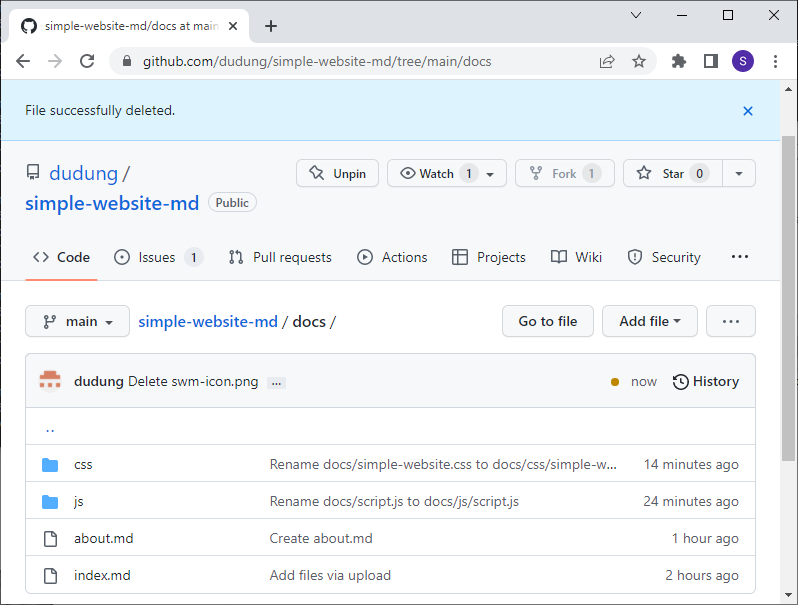 simple-website-md/docs at main
github.com/dudung/simple-website-md/tree/main/docs
S
File successfully deleted.
dudung /
simple-website-md Public
Unpin
Watch 1
Fork 1
Star 0
Code
Issues 1
Pull requests
Actions
Projects
Wiki
Security
...
main
simple-website-md / docs /
Go to file
Add file
...
dudung Delete swm-icon.png ...
now
History
..
css Rename docs/simple-website.css to docs/css/simple-w... 14 minutes ago
js Rename docs/script.js to docs/js/script.js 24 minutes ago
about.md Create about.md 1 hour ago
index.md Add files via upload 2 hours ago